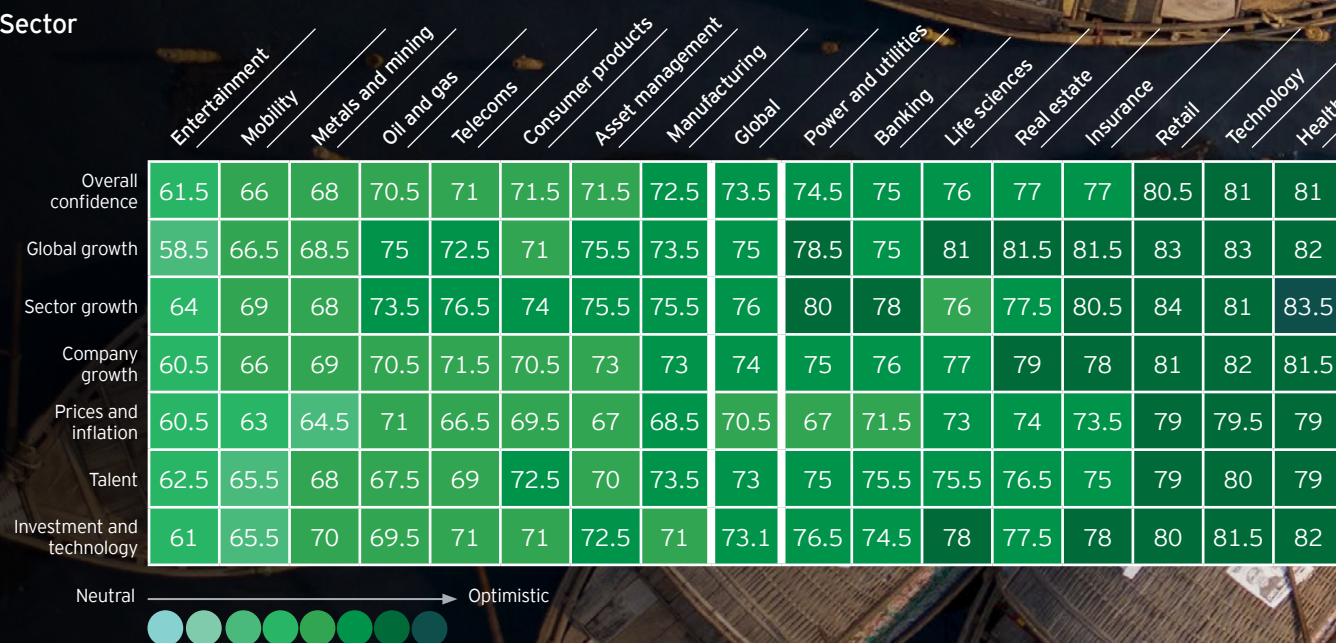 Sector
Entertainment
Mobility
Metals and mining
Oil and gas
Telecoms
Consumer products
Asset management
Manufacturing
Global
Power and utilities
Banking
Life sciences
Real estate
Insurance
Retail
Technology
Health
Overall
confidence 61.5 66 68 70.5 71 71.5 71.5 72.5 73.5 74.5 75 76 77 77 80.5 81 81
Global growth 58.5 66.5 68.5 75 72.5 71 75.5 73.5 75 78.5 75 81 81.5 81.5 83 83 82
Sector growth 64 69 68 73.5 76.5 74 75.5 75.5 76 80 78 76 77.5 80.5 84 81 83.5
Company
growth 60.5 66 69 70.5 71.5 70.5 73 73 74 75 76 77 79 78 81 82 81.5
Prices and
inflation 60.5 63 64.5 71 66.5 69.5 67 68.5 70.5 67 71.5 73 74 73.5 79 79.5 79
Talent 62.5 65.5 68 67.5 69 72.5 70 73.5 73 75 75.5 75.5 76.5 75 79 80 79
Investment and
technology 61 65.5 70 69.5 71 71 72.5 71 73.1 76.5 74.5 78 77.5 78 80 81.5 82
Neutral Optimistic